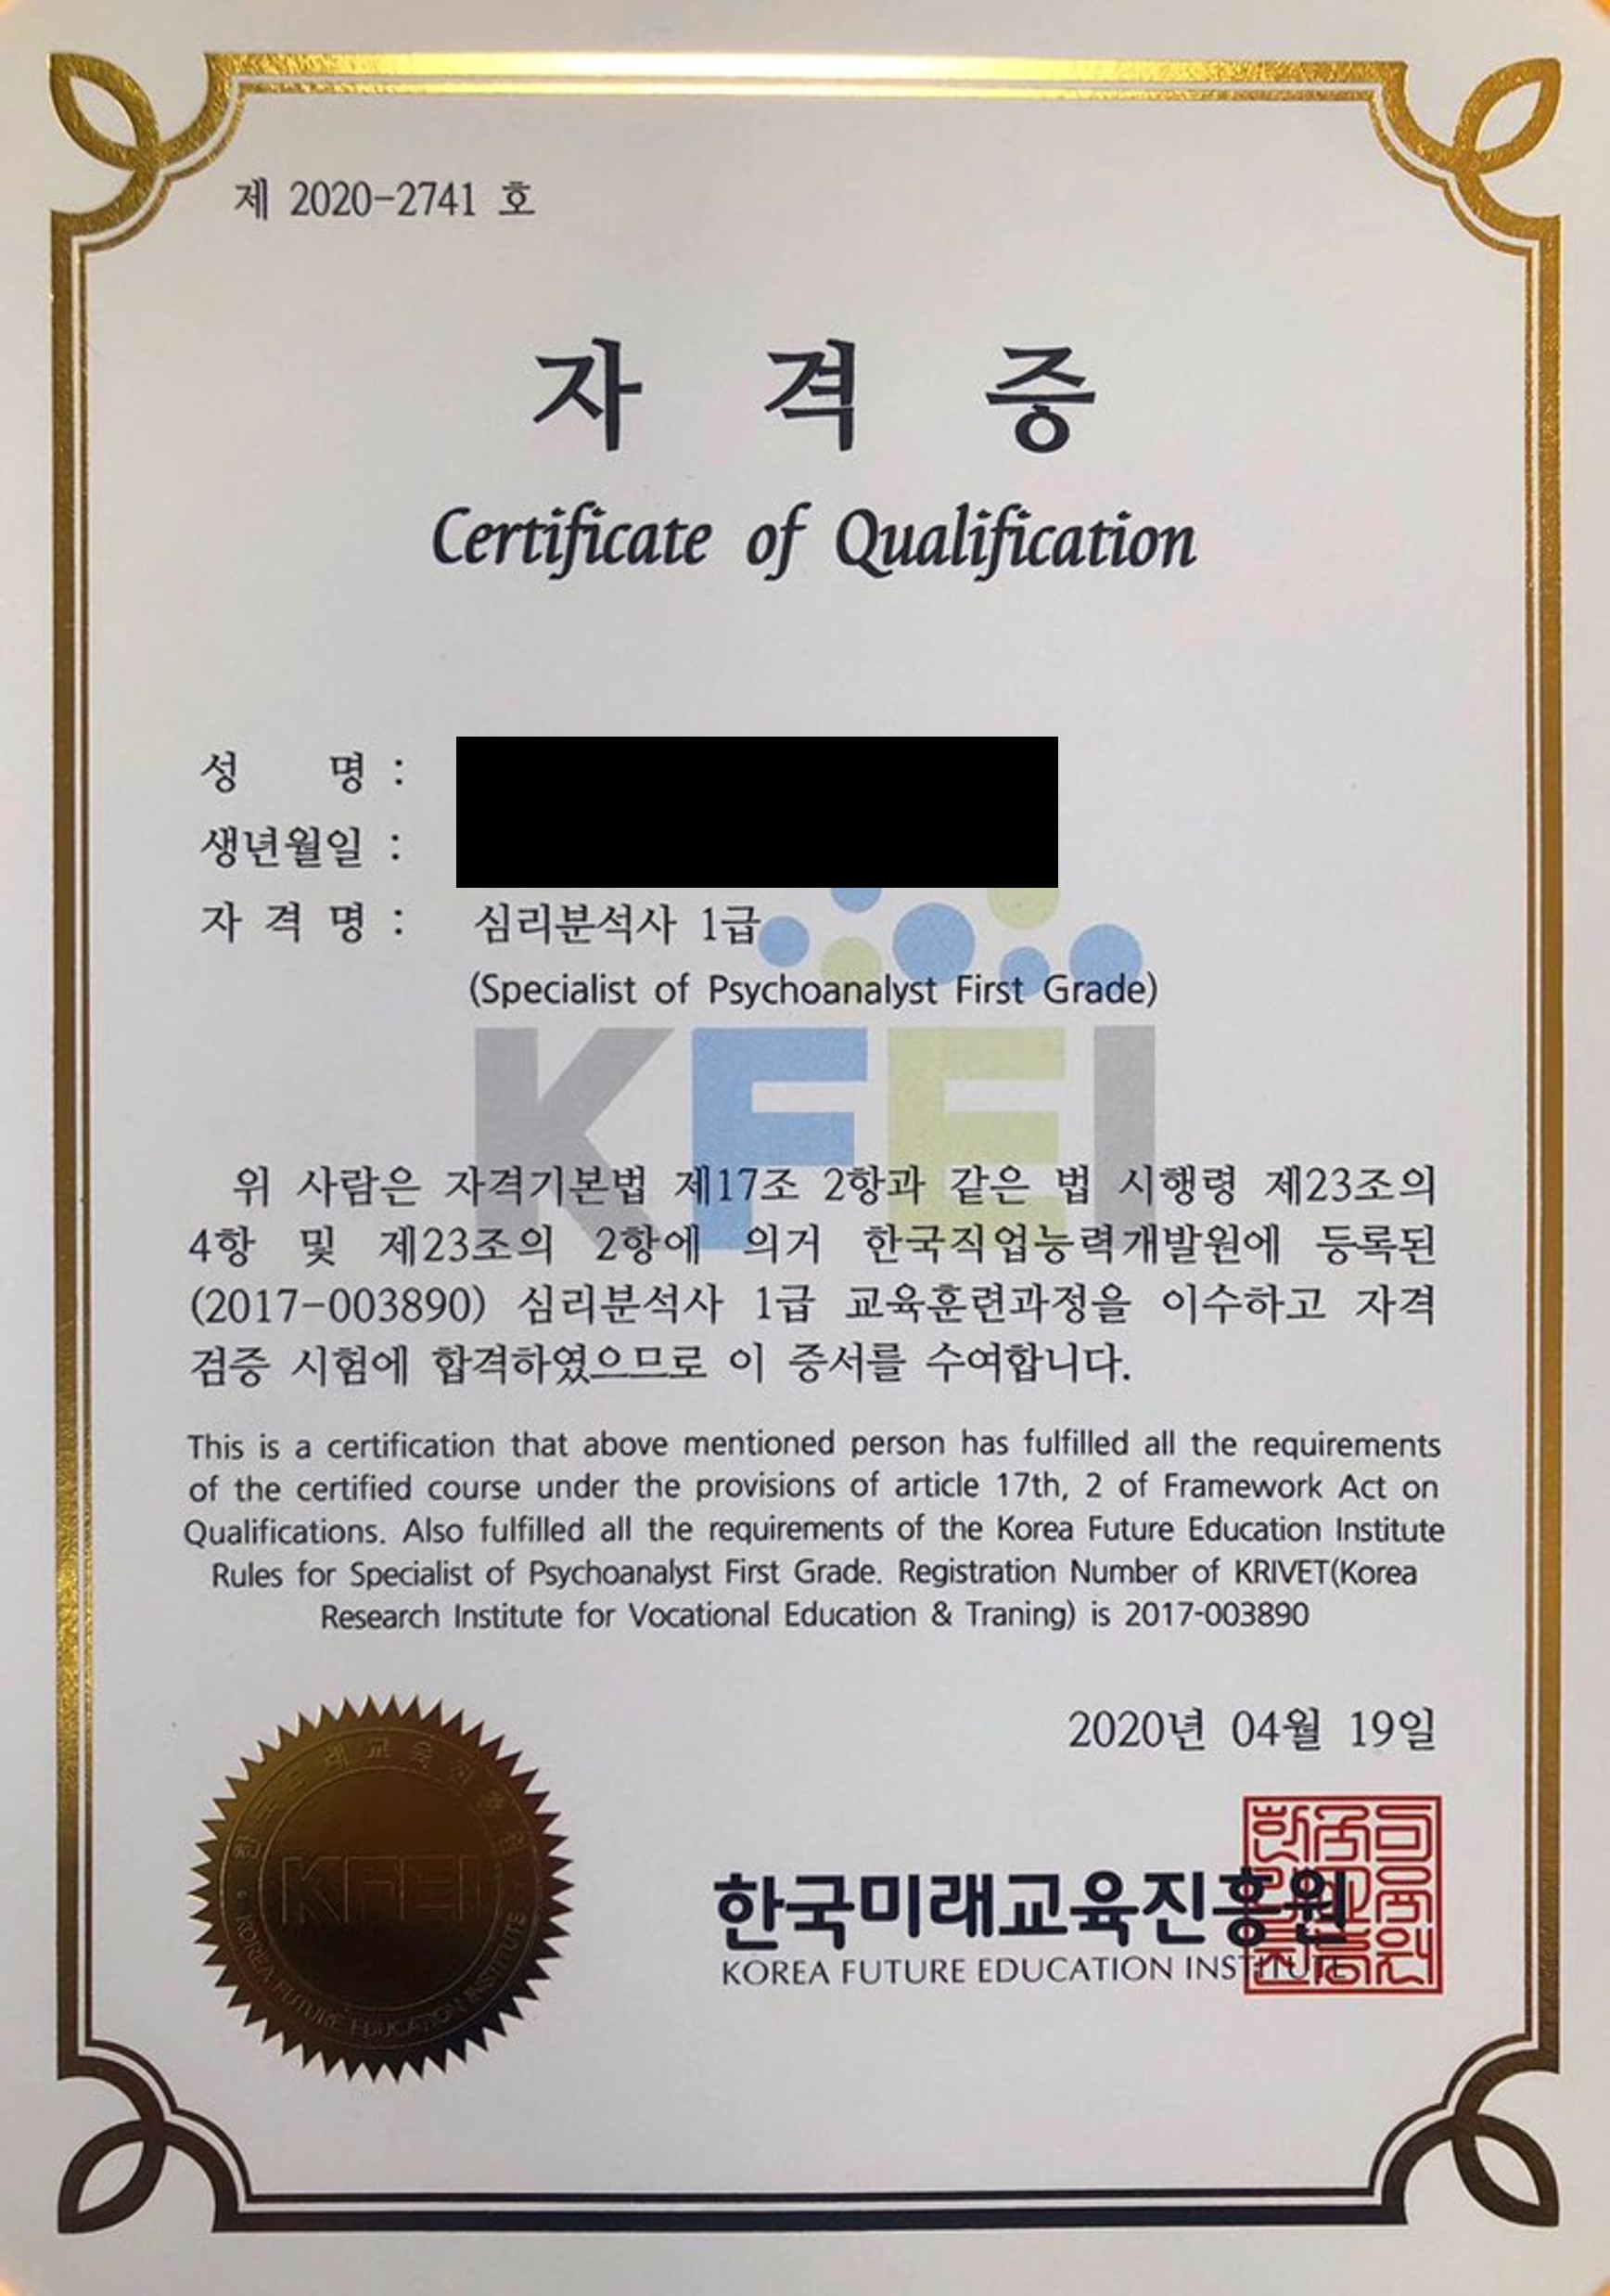 제 2020-2741 호
자 격 증
Certificate of Qualification
성 명 :
생년월일 :
자 격 명 : 심리분석사 1급
(Specialist of Psychoanalyst First Grade)
KFEI
위 사람은 자격기본법 제17조 2항과 같은 법 시행령 제23조의
4항 및 제23조의 2항에 의거 한국직업능력개발원에 등록된
(2017-003890) 심리분석사 1급 교육훈련과정을 이수하고 자격
검증 시험에 합격하였으므로 이 증서를 수여합니다.
This is a certification that above mentioned person has fulfilled all the requirements
of the certified course under the provisions of article 17th, 2 of Framework Act on
Qualifications. Also fulfilled all the requirements of the Korea Future Education Institute
Rules for Specialist of Psychoanalyst First Grade. Registration Number of KRIVET(Korea
Research Institute for Vocational Education & Traning) is 2017-003890
2020년 04월 19일
한국미래교육진흥원
KFEI
KOREA FUTURE EDUCATION INSTITUTE
한국미래교육진흥원
KOREA FUTURE EDUCATION INSTITUTE